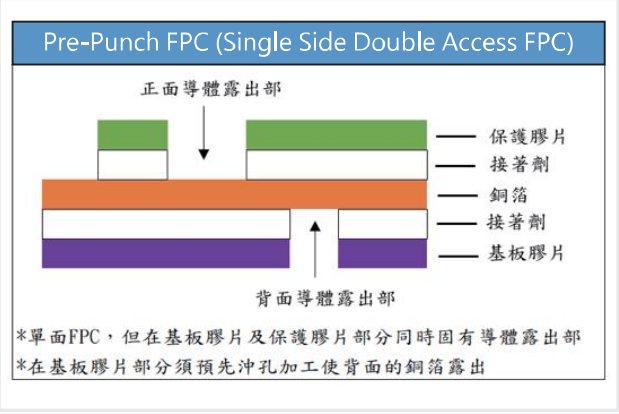 Pre-Punch FPC (Single Side Double Access FPC)
正面導體露出部
保護膠片
接著劑
銅箔
接著劑
基板膠片
背面導體露出部
*單面FPC,但在基板膠片及保護膠片部分同時固有導體露出部
*在基板膠片部分須預先沖孔加工使背面的銅箔露出